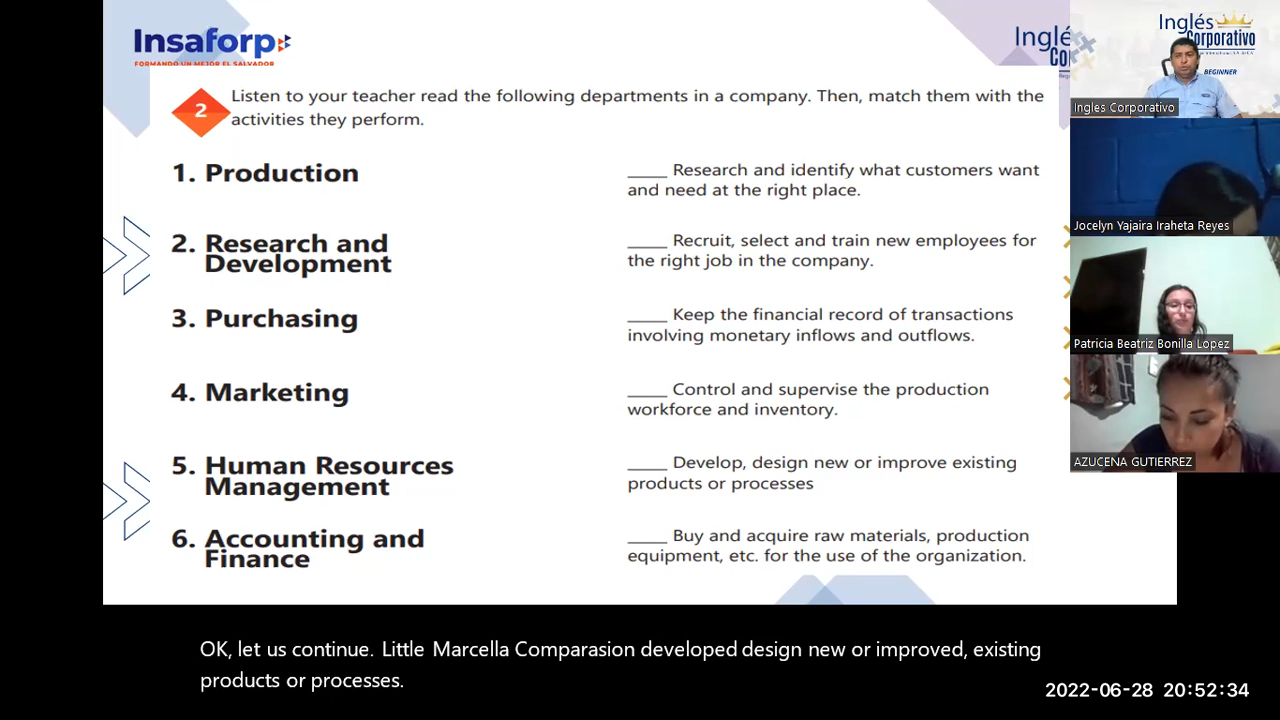 Insaforp
FORMANDO UN MEJOR EL SALVADOR
Inglés
Corporativo
BEGINNER
Ingles Corporativo
2
Listen to your teacher read the following departments in a company. Then, match them with the
activities they perform.
1. Production
____ Research and identify what customers want
and need at the right place.
2. Research and
Development
____ Recruit, select and train new employees for
the right job in the company.
3. Purchasing
____ Keep the financial record of transactions
involving monetary inflows and outflows.
4. Marketing
____ Control and supervise the production
workforce and inventory.
5. Human Resources
Management
____ Develop, design new or improve existing
products or processes
6. Accounting and
Finance
____ Buy and acquire raw materials, production
equipment, etc. for the use of the organization.
Jocelyn Yajaira Iraheta Reyes
Patricia Beatriz Bonilla Lopez
AZUCENA GUTIERREZ
OK, let us continue. Little Marcella Comparasion developed design new or improved, existing
products or processes.
2022-06-28 20:52:34